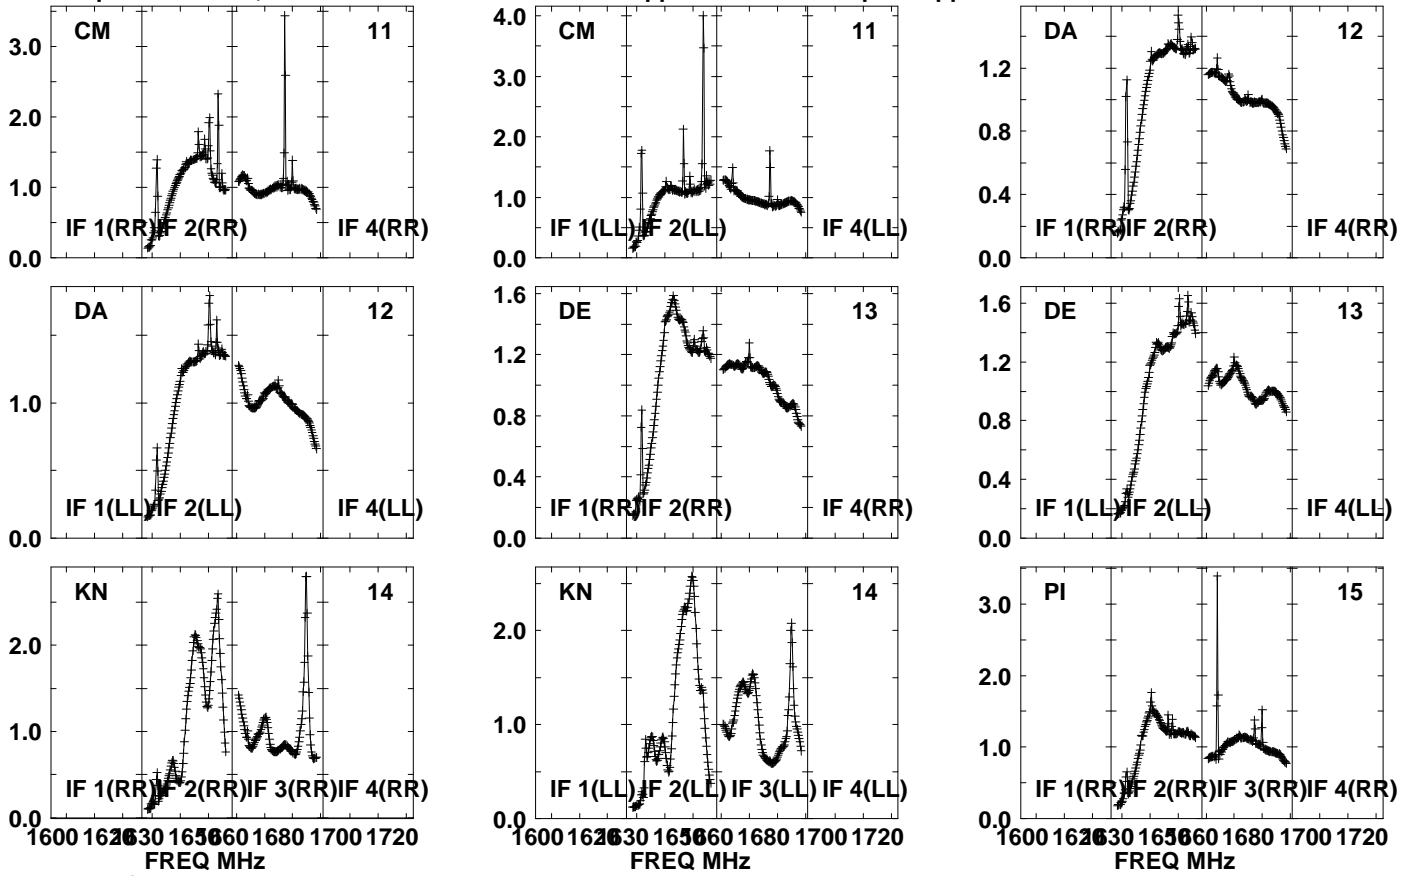 CM 11
3.0
2.0
1.0
0.0
IF 1(RR) IF 2(RR) IF 4(RR)
CM 11
4.0
3.0
2.0
1.0
0.0
IF 1(LL) IF 2(LL) IF 4(LL)
DA 12
1.2
0.8
0.4
0.0
IF 1(RR) IF 2(RR) IF 4(RR)
DA 12
1.0
0.0
IF 1(LL) IF 2(LL) IF 4(LL)
DE 13
1.6
1.2
0.8
0.4
0.0
IF 1(RR) IF 2(RR) IF 4(RR)
DE 13
1.6
1.2
0.8
0.4
0.0
IF 1(LL) IF 2(LL) IF 4(LL)
KN 14
2.0
1.0
0.0
IF 1(RR) IF 2(RR) IF 3(RR) IF 4(RR)
1600 1630 1660 1680 1700 1720
FREQ MHz
KN 14
2.0
1.0
0.0
IF 1(LL) IF 2(LL) IF 3(LL) IF 4(LL)
1600 1630 1660 1680 1700 1720
FREQ MHz
PI 15
3.0
2.0
1.0
0.0
IF 1(RR) IF 2(RR) IF 3(RR) IF 4(RR)
1600 1630 1660 1680 1700 1720
FREQ MHz